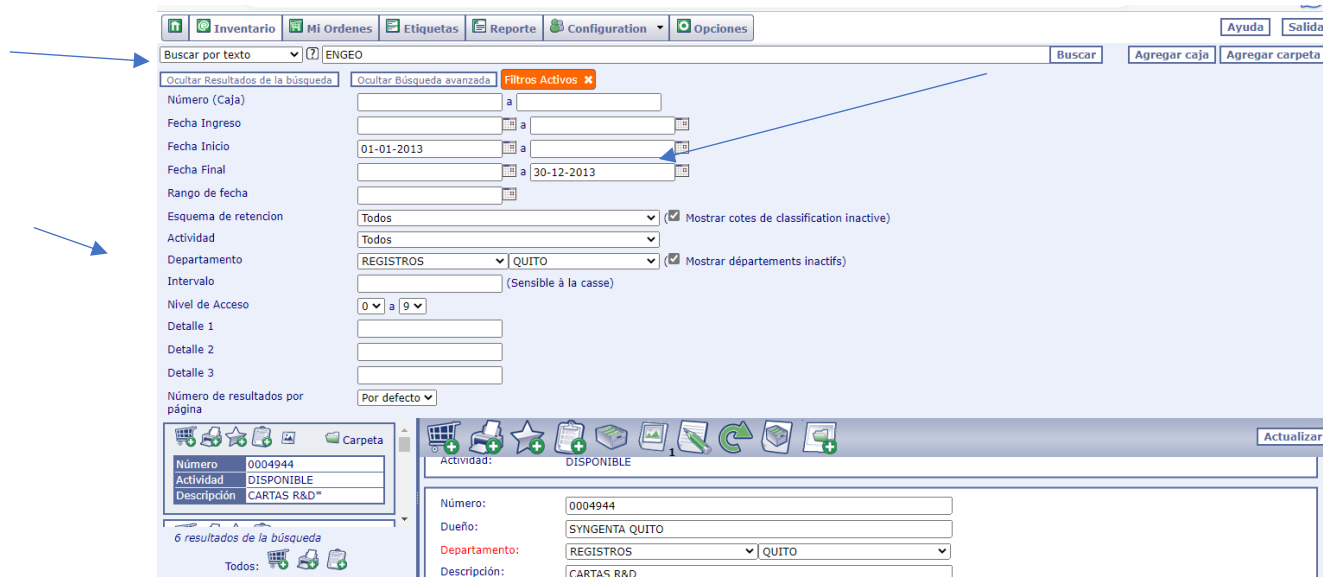 Inventario Mi Ordenes Etiquetas Reporte Configuration Opciones Ayuda Salida
Buscar por texto ? ENGEO Buscar Agregar caja Agregar carpeta
Ocultar Resultados de la búsqueda Ocultar Búsqueda avanzada Filtros Activos ✖
Número (Caja) a
Fecha Ingreso a
Fecha Inicio 01-01-2013 a
Fecha Final a 30-12-2013
Rango de fecha
Esquema de retencion Todos (Mostrar cotes de classification inactive)
Actividad Todos
Departamento REGISTROS QUITO (Mostrar départements inactifs)
Intervalo (Sensible à la casse)
Nivel de Acceso 0 a 9
Detalle 1
Detalle 2
Detalle 3
Número de resultados por página Por defecto
Carpeta
Número 0004944
Actividad DISPONIBLE
Descripción CARTAS R&D*
6 resultados de la búsqueda
Todos:
1 Actualizar
Actividad: DISPONIBLE
Número: 0004944
Dueño: SYNGENTA QUITO
Departamento: REGISTROS QUITO
Descripción: CARTAS R&D